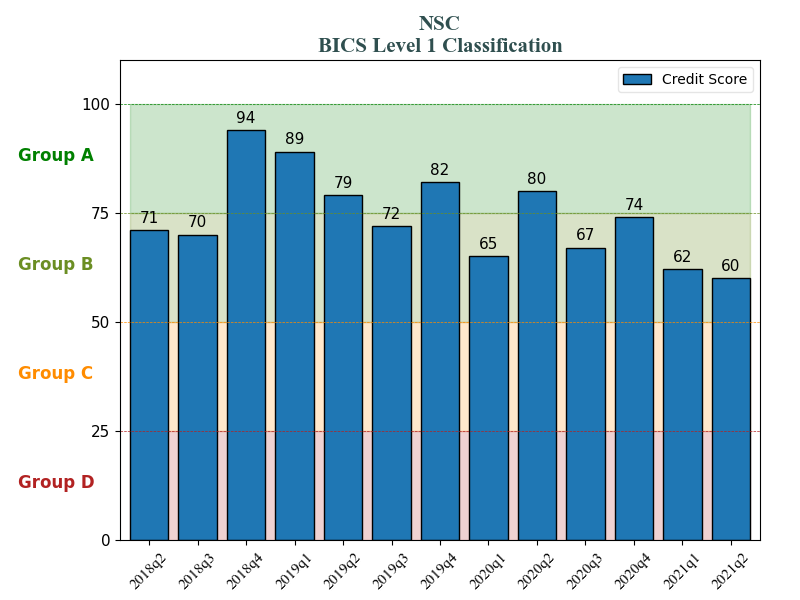 NSC
BICS Level 1 Classification
Credit Score
100
75
50
25
0
Group A
Group B
Group C
Group D
71
70
94
89
79
72
82
65
80
67
74
62
60
2018q2
2018q3
2018q4
2019q1
2019q2
2019q3
2019q4
2020q1
2020q2
2020q3
2020q4
2021q1
2021q2